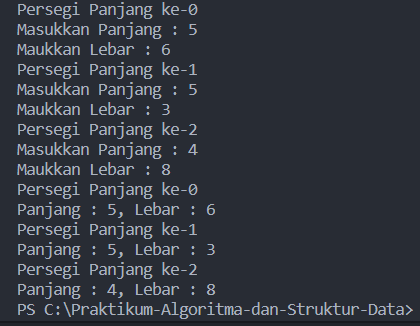 Persegi Panjang ke-0
Masukkan Panjang : 5
Maukkan Lebar : 6
Persegi Panjang ke-1
Masukkan Panjang : 5
Maukkan Lebar : 3
Persegi Panjang ke-2
Masukkan Panjang : 4
Maukkan Lebar : 8
Persegi Panjang ke-0
Panjang : 5, Lebar : 6
Persegi Panjang ke-1
Panjang : 5, Lebar : 3
Persegi Panjang ke-2
Panjang : 4, Lebar : 8
PS C:\Praktikum-Algoritma-dan-Struktur-Data>